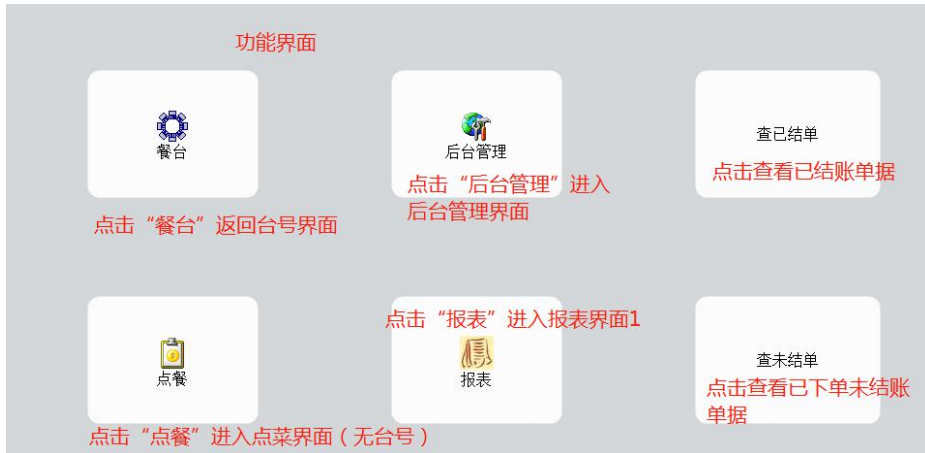 功能界面
餐台
点击“餐台”返回台号界面
后台管理
点击“后台管理”进入
后台管理界面
查已结单
点击查看已结账单据
点餐
点击“点餐”进入点菜界面（无台号）
点击“报表”进入报表界面1
报表
查未结单
点击查看已下单未结账
单据